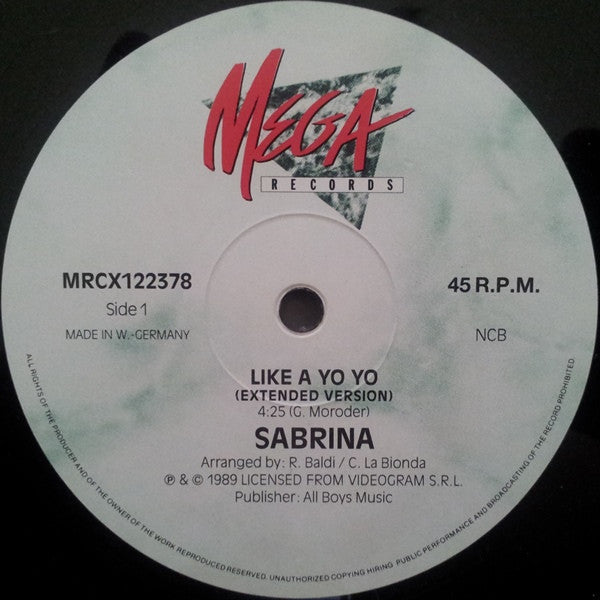 MEGA
RECORDS
MRCX122378
Side 1
MADE IN W.-GERMANY
45 R.P.M.
NCB
LIKE A YO YO
(EXTENDED VERSION)
4:25 (G. Moroder)
SABRINA
Arranged by: R. Baldi / C. La Bionda
℗ & © 1989 LICENSED FROM VIDEOGRAM S.R.L.
Publisher: All Boys Music
ALL RIGHTS OF THE PRODUCER AND OF THE OWNER OF THE WORK REPRODUCED RESERVED. UNAUTHORIZED COPYING HIRING PUBLIC PERFORMANCE AND BROADCASTING OF THE RECORD PROHIBITED